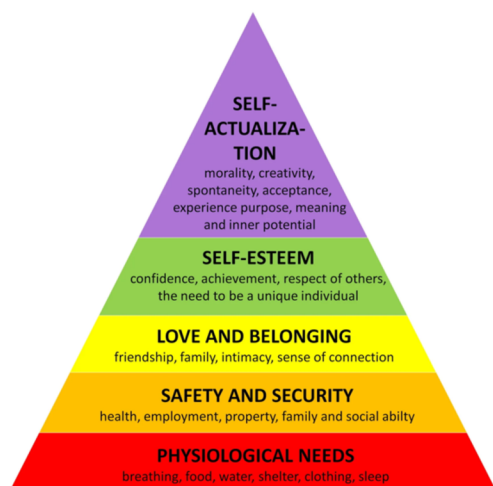 SELF-
ACTUALIZA-
TION
morality, creativity,
spontaneity, acceptance,
experience purpose, meaning
and inner potential
SELF-ESTEEM
confidence, achievement, respect of others,
the need to be a unique individual
LOVE AND BELONGING
friendship, family, intimacy, sense of connection
SAFETY AND SECURITY
health, employment, property, family and social abilty
PHYSIOLOGICAL NEEDS
breathing, food, water, shelter, clothing, sleep